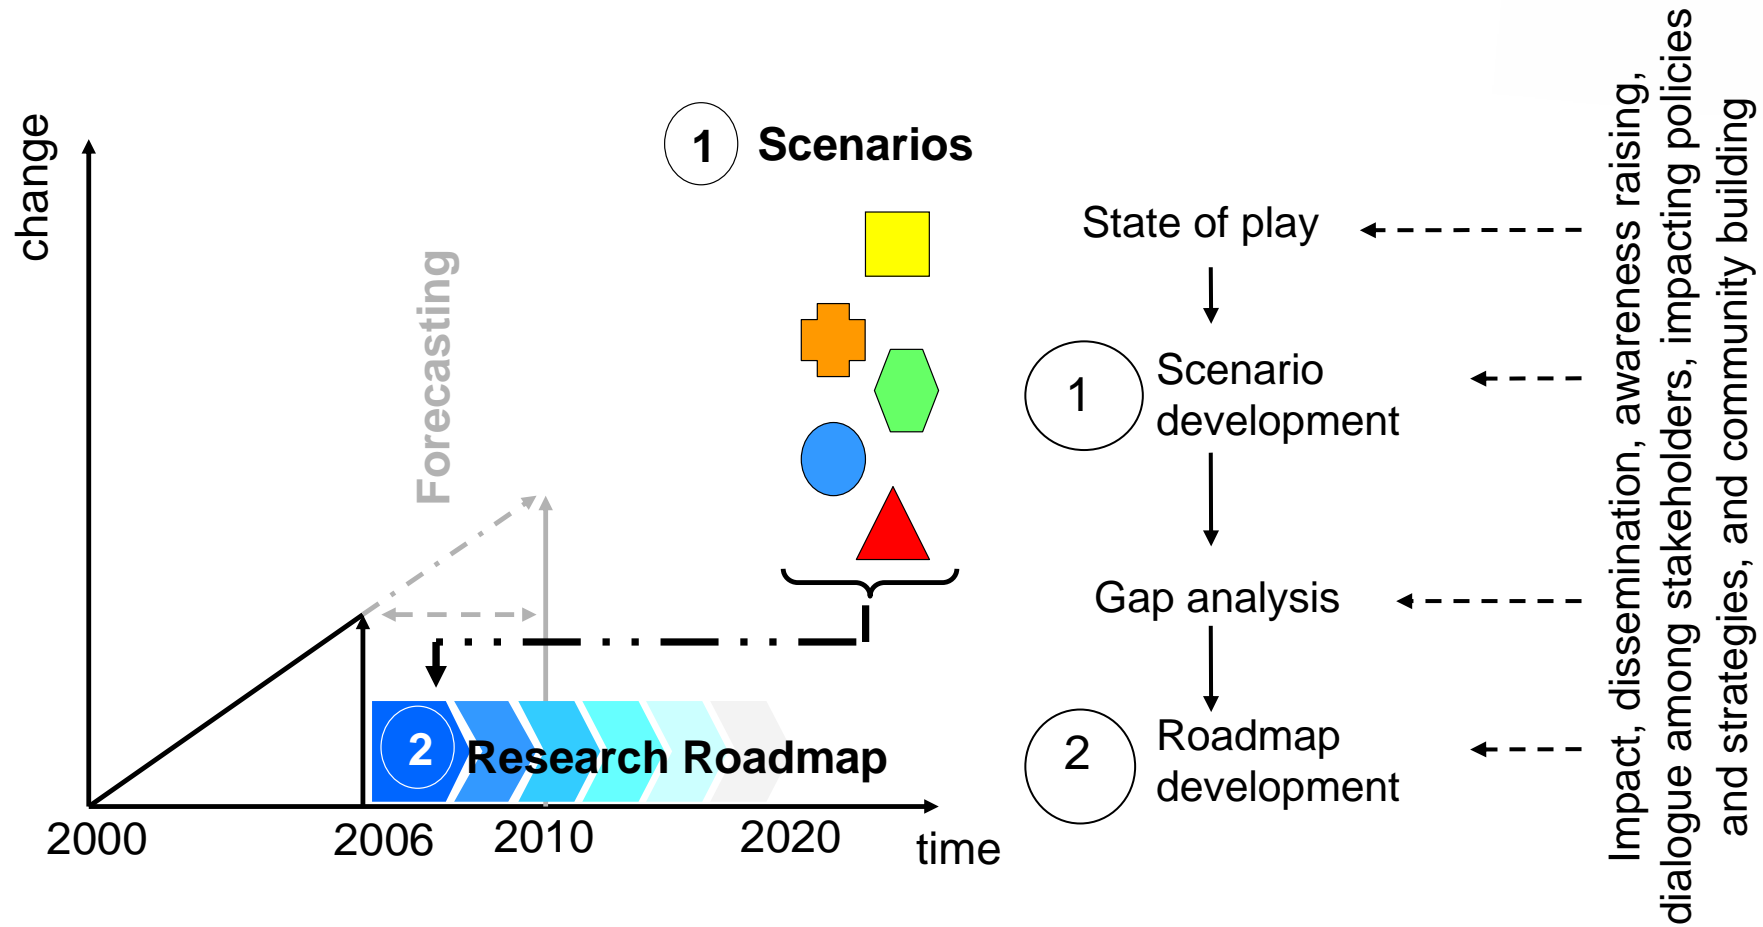 change
Forecasting
1 Scenarios
2 Research Roadmap
2000 2006 2010 2020 time
State of play
1 Scenario
development
Gap analysis
2 Roadmap
development
Impact, dissemination, awareness raising,
dialogue among stakeholders, impacting policies
and strategies, and community building